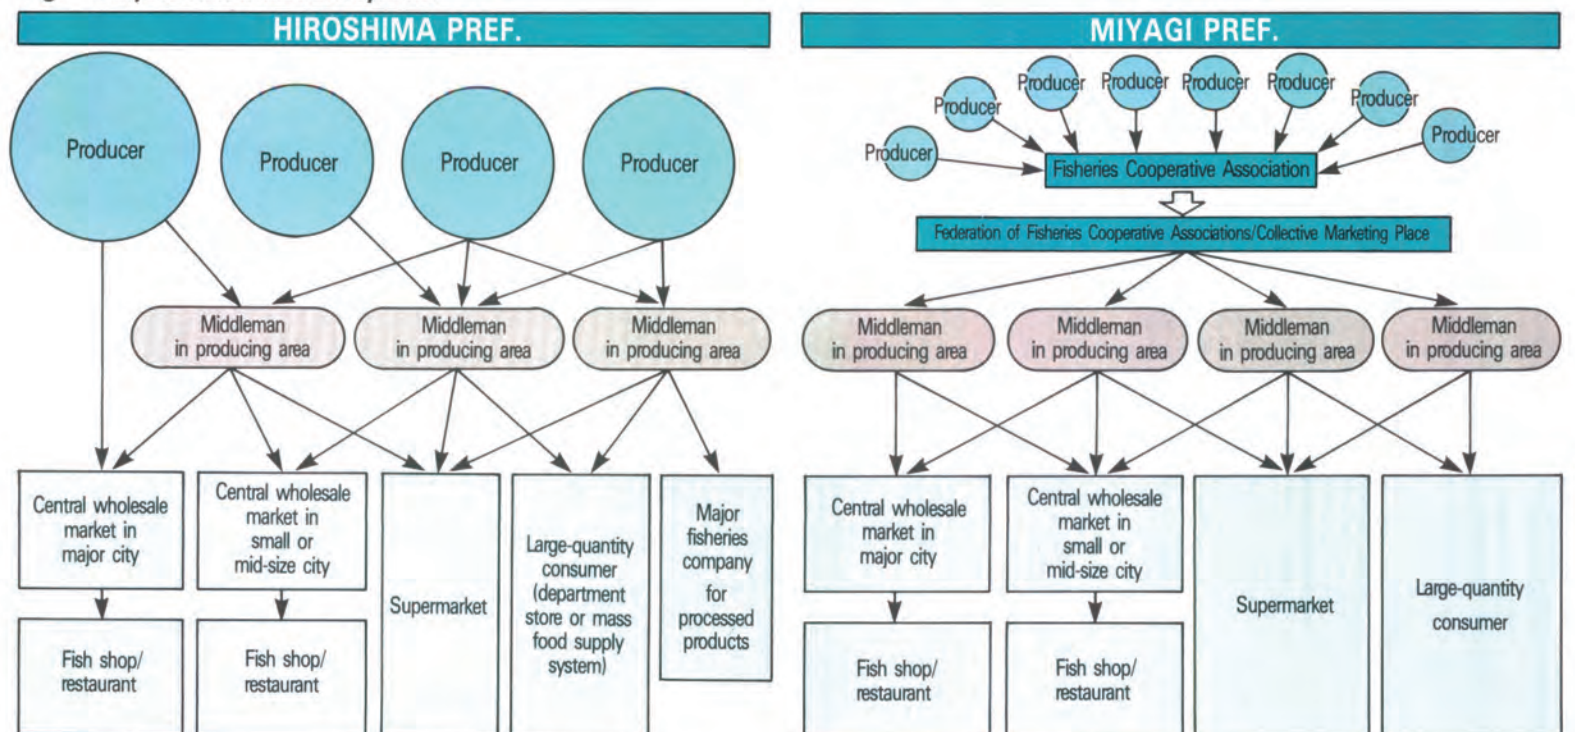 HIROSHIMA PREF.
Producer
Producer
Producer
Producer
Middleman
in producing area
Middleman
in producing area
Middleman
in producing area
Central wholesale
market in
major city
Central wholesale
market in
small or
mid-size city
Supermarket
Large-quantity
consumer
(department
store or mass
food supply
system)
Major
fisheries
company
for
processed
products
Fish shop/
restaurant
Fish shop/
restaurant
MIYAGI PREF.
Producer
Producer
Producer
Producer
Producer
Producer
Producer
Producer
Fisheries Cooperative Association
Federation of Fisheries Cooperative Associations/Collective Marketing Place
Middleman
in producing area
Middleman
in producing area
Middleman
in producing area
Middleman
in producing area
Central wholesale
market in
major city
Central wholesale
market in
small or
mid-size city
Supermarket
Large-quantity
consumer
Fish shop/
restaurant
Fish shop/
restaurant